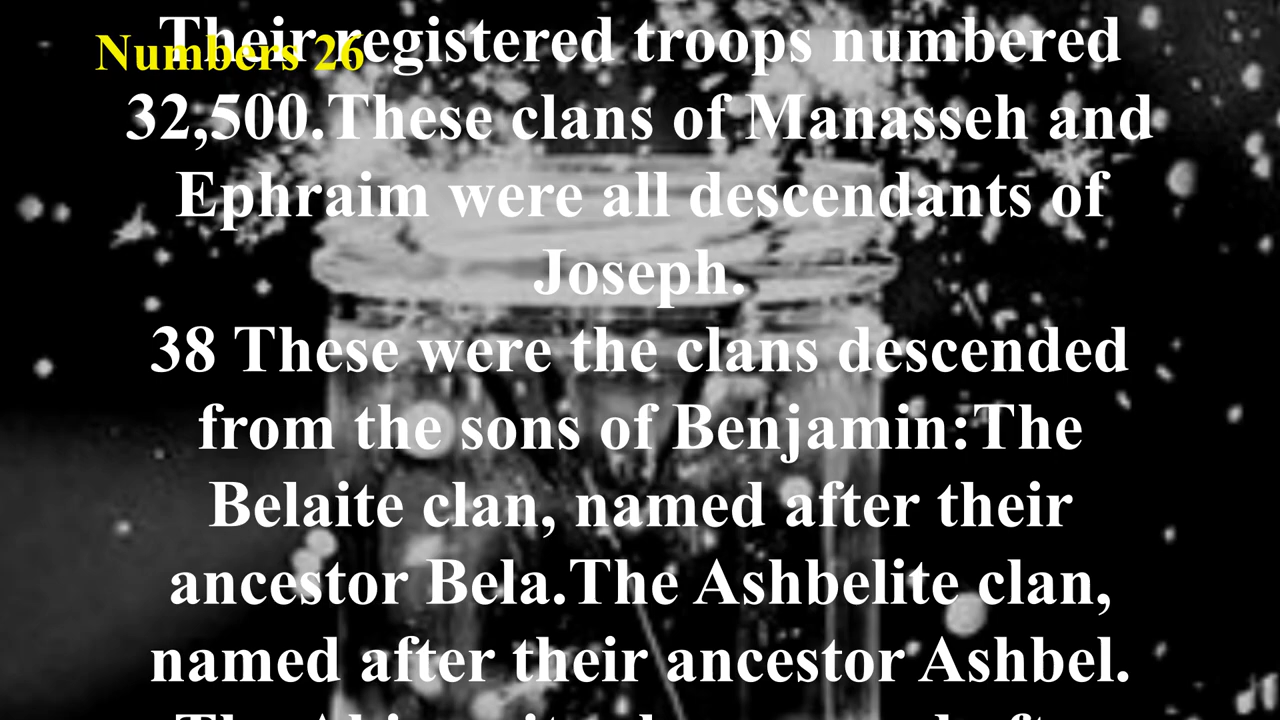 Numbers 26
Their registered troops numbered
32,500.These clans of Manasseh and
Ephraim were all descendants of
Joseph.
38 These were the clans descended
from the sons of Benjamin:The
Belaite clan, named after their
ancestor Bela.The Ashbelite clan,
named after their ancestor Ashbel.